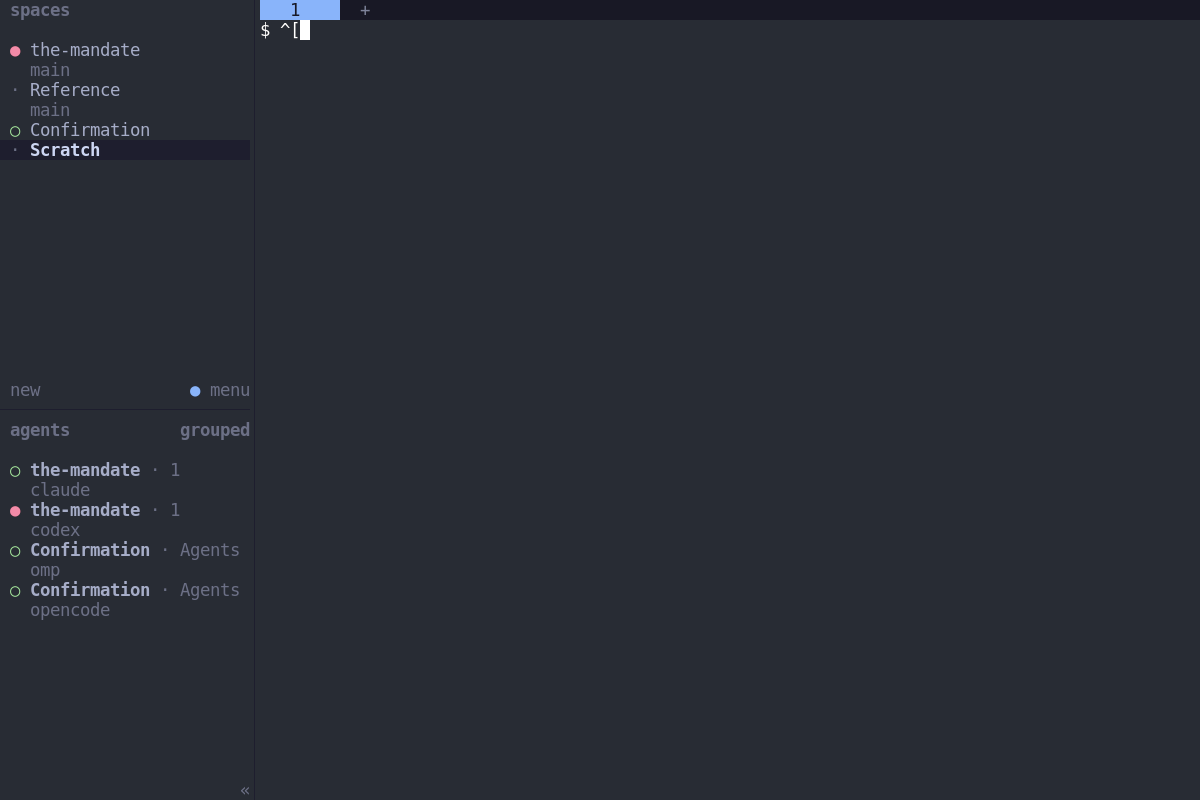 spaces
● the-mandate
main
· Reference
main
○ Confirmation
· Scratch
new ● menu
agents grouped
○ the-mandate · 1
claude
● the-mandate · 1
codex
○ Confirmation · Agents
omp
○ Confirmation · Agents
opencode
«
1 +
$ ^[